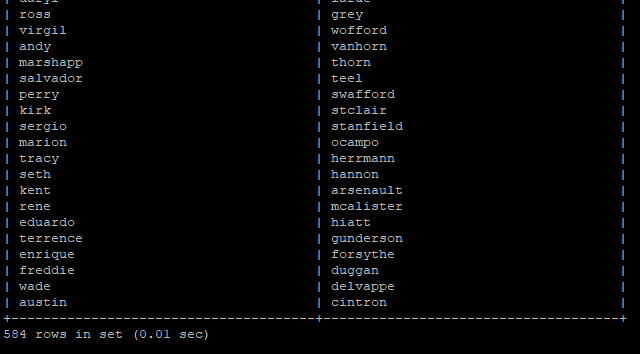 | ross | grey |
| virgil | wofford |
| andy | vanhorn |
| marshapp | thorn |
| salvador | teel |
| perry | swafford |
| kirk | stclair |
| sergio | stanfield |
| marion | ocampo |
| tracy | herrmann |
| seth | hannon |
| kent | arsenault |
| rene | mcalister |
| eduardo | hiatt |
| terrence | gunderson |
| enrique | forsythe |
| freddie | duggan |
| wade | delvappe |
| austin | cintron |
+--------------------------------------+-------------------------------------+
584 rows in set (0.01 sec)